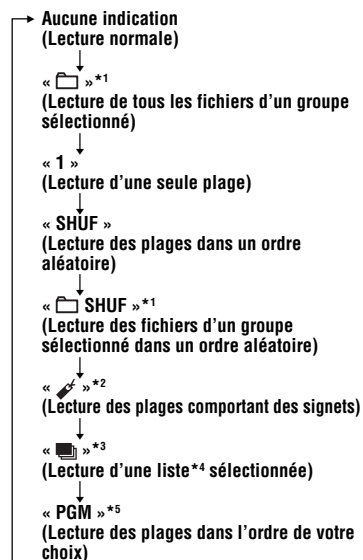 Aucune indication
(Lecture normale)
« »*1
(Lecture de tous les fichiers d'un groupe
sélectionné)
« 1 »
(Lecture d'une seule plage)
« SHUF »
(Lecture des plages dans un ordre
aléatoire)
« SHUF »*1
(Lecture des fichiers d'un groupe
sélectionné dans un ordre aléatoire)
« »*2
(Lecture des plages comportant des signets)
« »*3
(Lecture d'une liste*4 sélectionnée)
« PGM »*5
(Lecture des plages dans l'ordre de votre
choix)